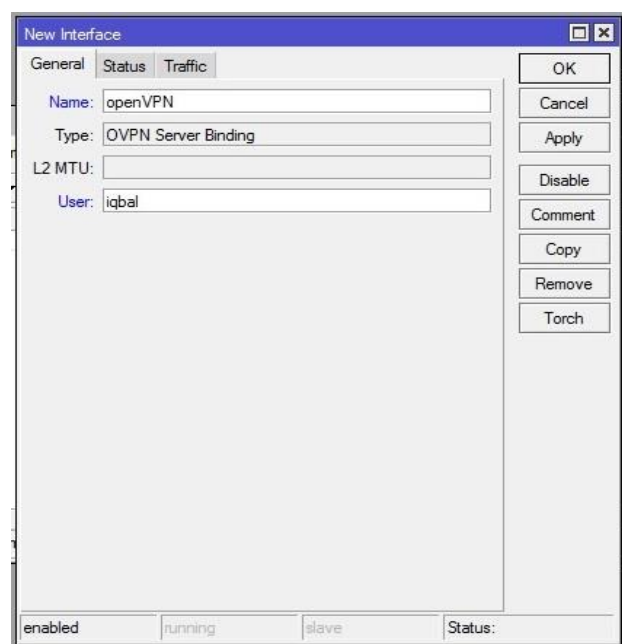 New Interface
General Status Traffic
Name: openVPN
Type: OVPN Server Binding
L2 MTU:
User: iqbal
OK
Cancel
Apply
Disable
Comment
Copy
Remove
Torch
enabled running slave Status: